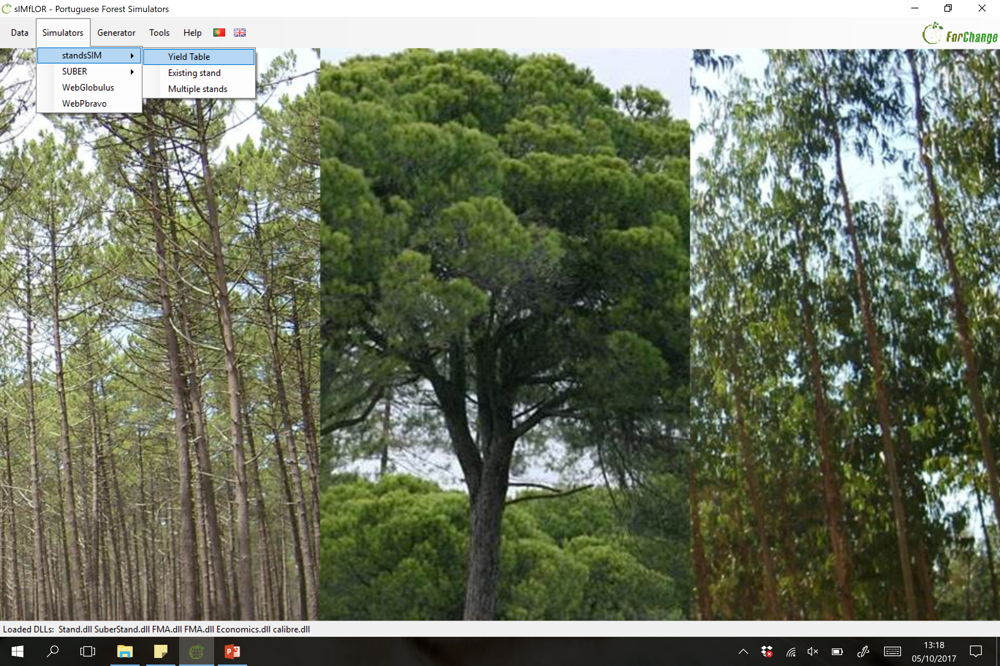 sIMfLOR - Portuguese Forest Simulators
Data Simulators Generator Tools Help
ForChange
standsSIM
SUBER
WebGlobulus
WebPbravo
Yield Table
Existing stand
Multiple stands
Loaded DLLs: Stand.dll SuberStand.dll FMA.dll FMA.dll Economics.dll calibre.dll
P
13:18
05/10/2017